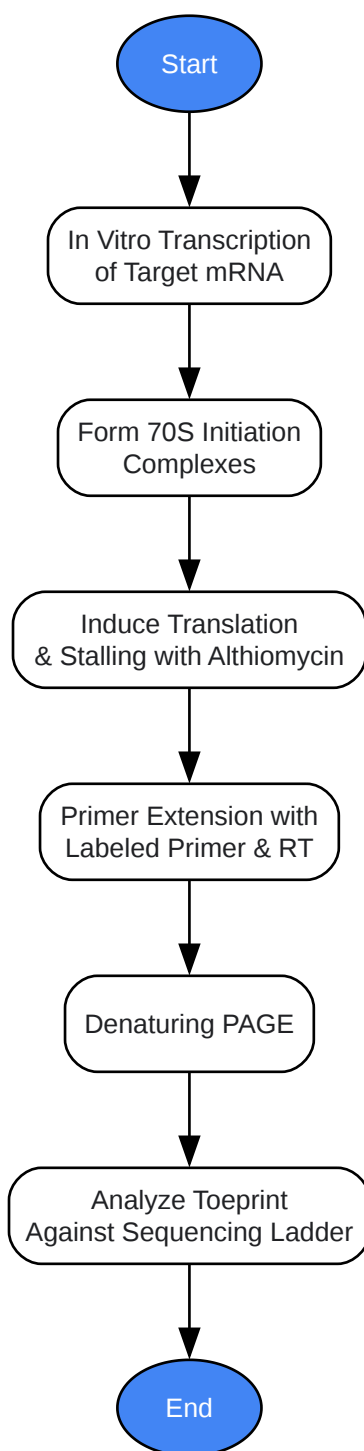 Start
In Vitro Transcription
of Target mRNA
Form 70S Initiation
Complexes
Induce Translation
& Stalling with Althiomycin
Primer Extension with
Labeled Primer & RT
Denaturing PAGE
Analyze Toeprint
Against Sequencing Ladder
End